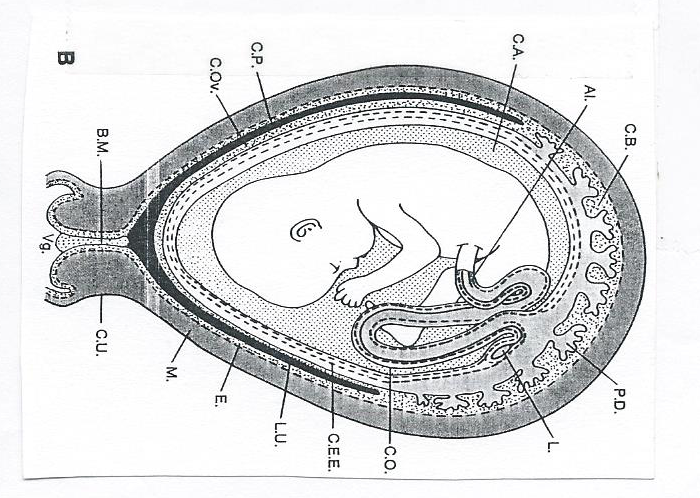 B
C.P.
C.Ov.
C.A.
Al.
C.B.
B.M.
Vg.
C.U.
M.
E.
L.U.
C.E.E.
C.O.
L.
P.D.